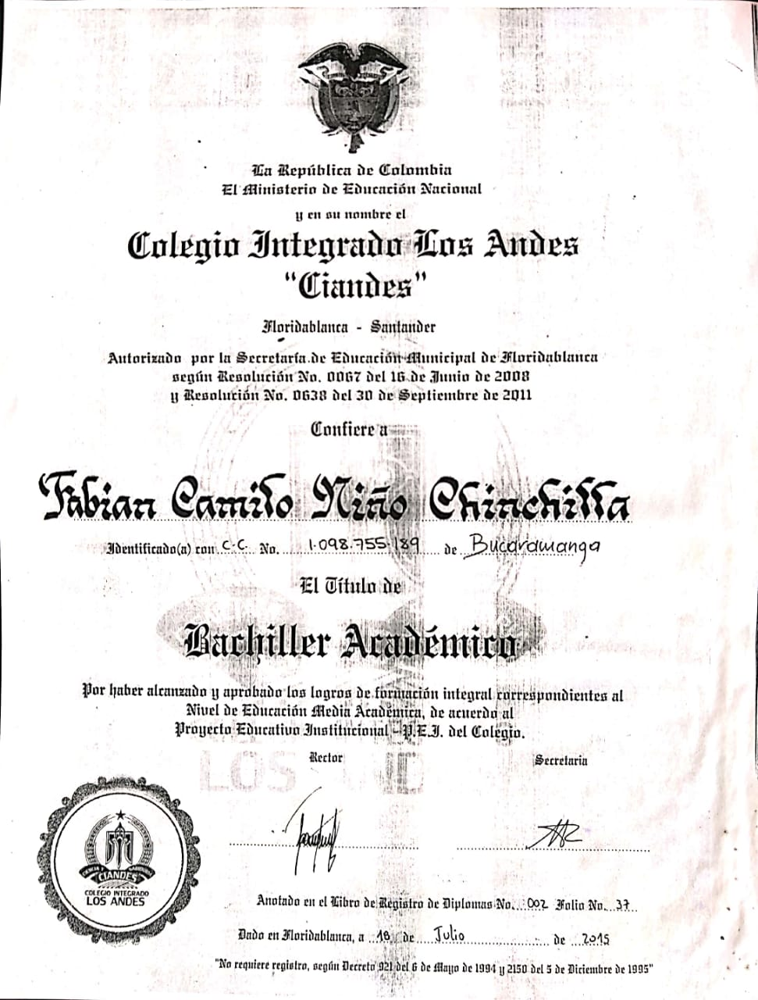 La República de Colombia
El Ministerio de Educación Nacional
y en su nombre el
Colegio Integrado Los Andes
"Ciandes"
Floridablanca - Santander
Autorizado por la Secretaría de Educación Municipal de Floridablanca
según Resolución No. 0067 del 16 de Junio de 2008
y Resolución No. 0638 del 30 de Septiembre de 2011
Confiere a
Fabian Camilo Niño Chinchilla
Identificado(a) con C.C. No. 1.098.755.189 de Bucaramanga
El Título de
Bachiller Académico
Por haber alcanzado y aprobado los logros de formación integral correspondientes al
Nivel de Educación Media Académica, de acuerdo al
Proyecto Educativo Institucional - P.E.I. del Colegio.
Rector
Secretaria
LOS
CIANDES
COLEGIO INTEGRADO
LOS ANDES
Anotado en el Libro de Registro de Diplomas No. 002 Folio No. 37
Dado en Floridablanca, a 18 de Julio de 2015
"No requiere registro, según Decreto 921 del 6 de Mayo de 1994 y 2150 del 5 de Diciembre de 1995"